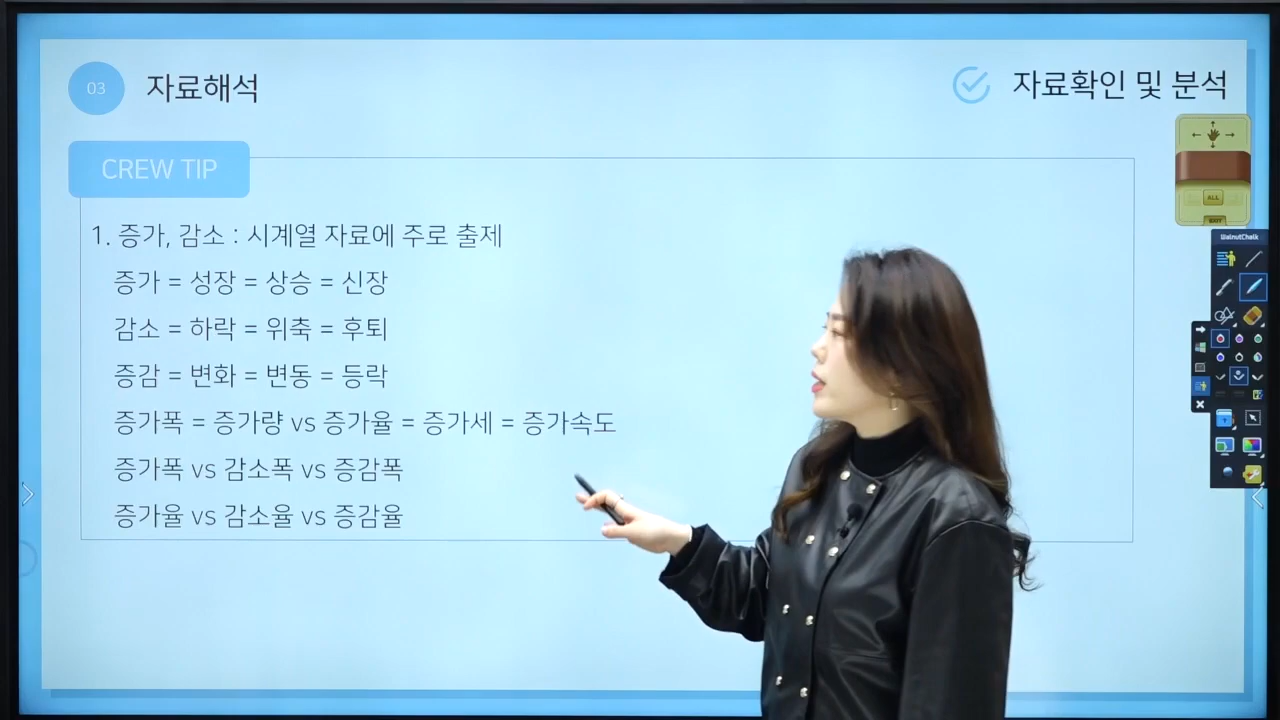 03
자료해석
자료확인 및 분석
CREW TIP
1. 증가, 감소 : 시계열 자료에 주로 출제
증가 = 성장 = 상승 = 신장
감소 = 하락 = 위축 = 후퇴
증감 = 변화 = 변동 = 등락
증가폭 = 증가량 vs 증가율 = 증가세 = 증가속도
증가폭 vs 감소폭 vs 증감폭
증가율 vs 감소율 vs 증감율
ALL
EXIT
WalnutChalk